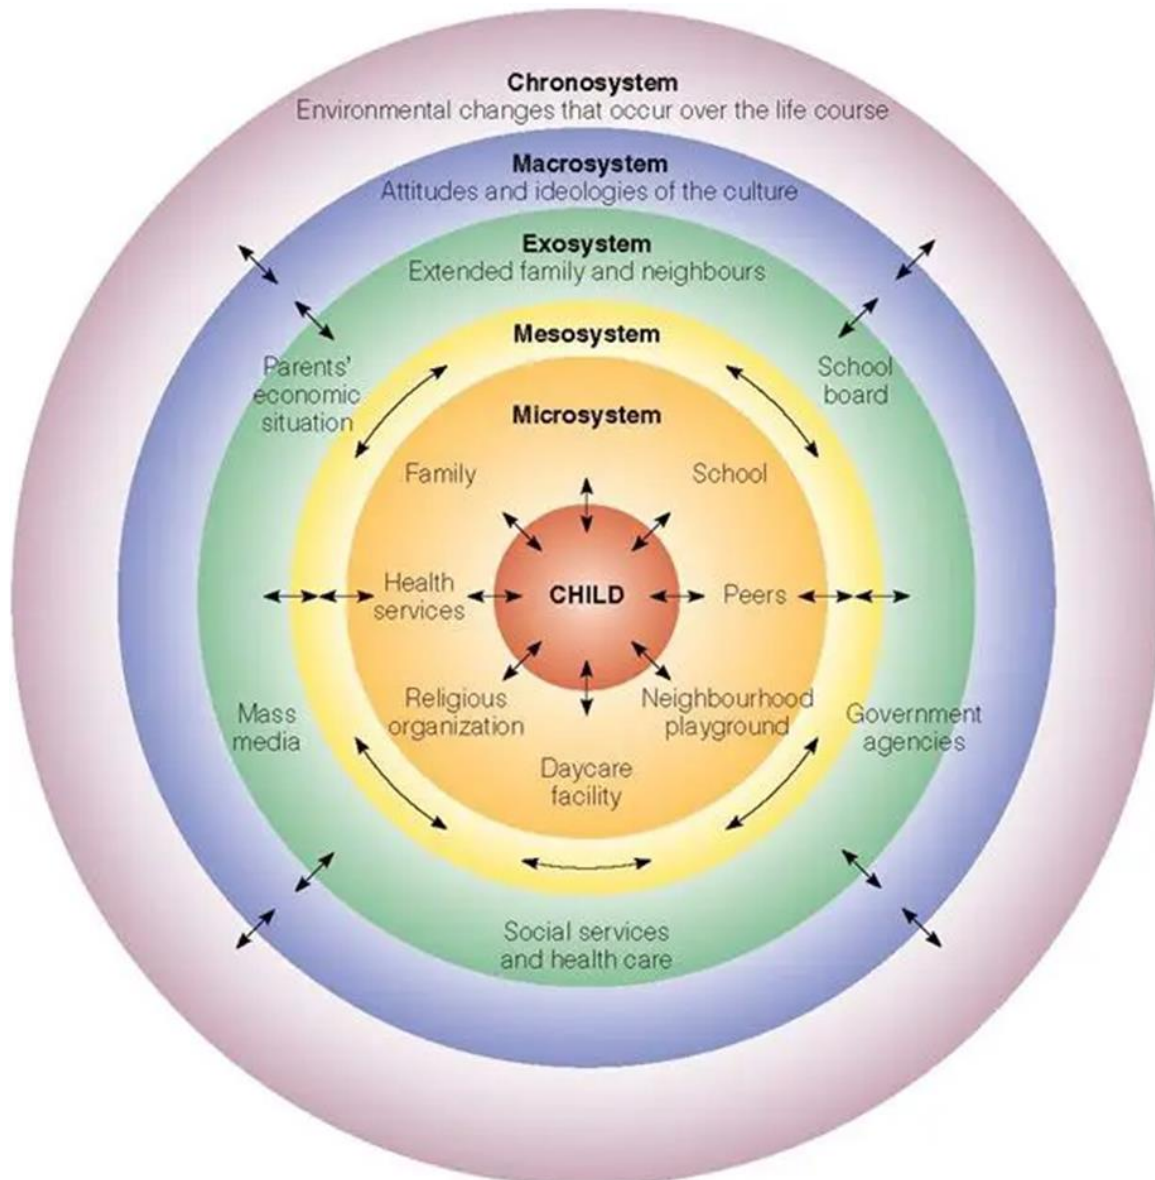 Chronosystem
Environmental changes that occur over the life course
Macrosystem
Attitudes and ideologies of the culture
Exosystem
Extended family and neighbours
Mesosystem
Parents'
economic
situation
School
board
Microsystem
Family
School
Health
services
CHILD
Peers
Religious
organization
Neighbourhood
playground
Mass
media
Government
agencies
Daycare
facility
Social services
and health care